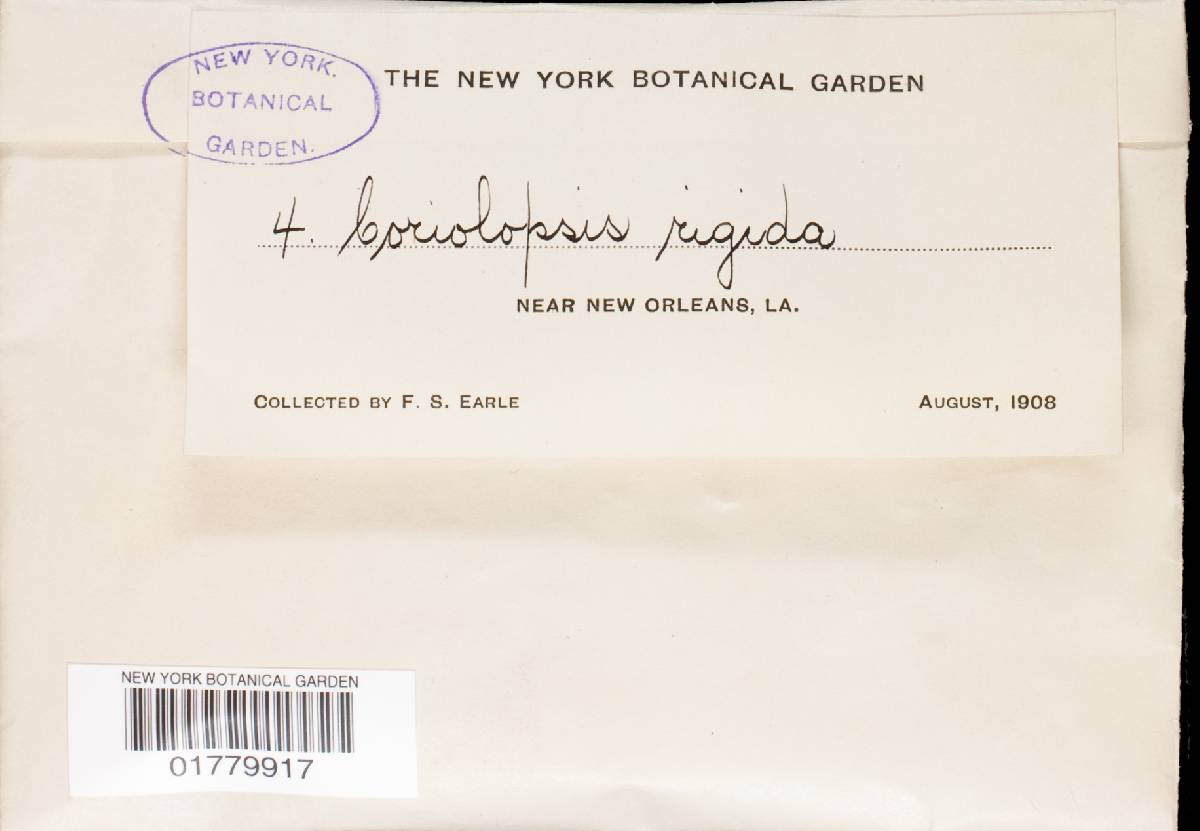 NEW YORK.
BOTANICAL
GARDEN.
THE NEW YORK BOTANICAL GARDEN
4. Coriolopsis rigida
NEAR NEW ORLEANS, LA.
COLLECTED BY F. S. EARLE
AUGUST, 1908
NEW YORK BOTANICAL GARDEN
01779917